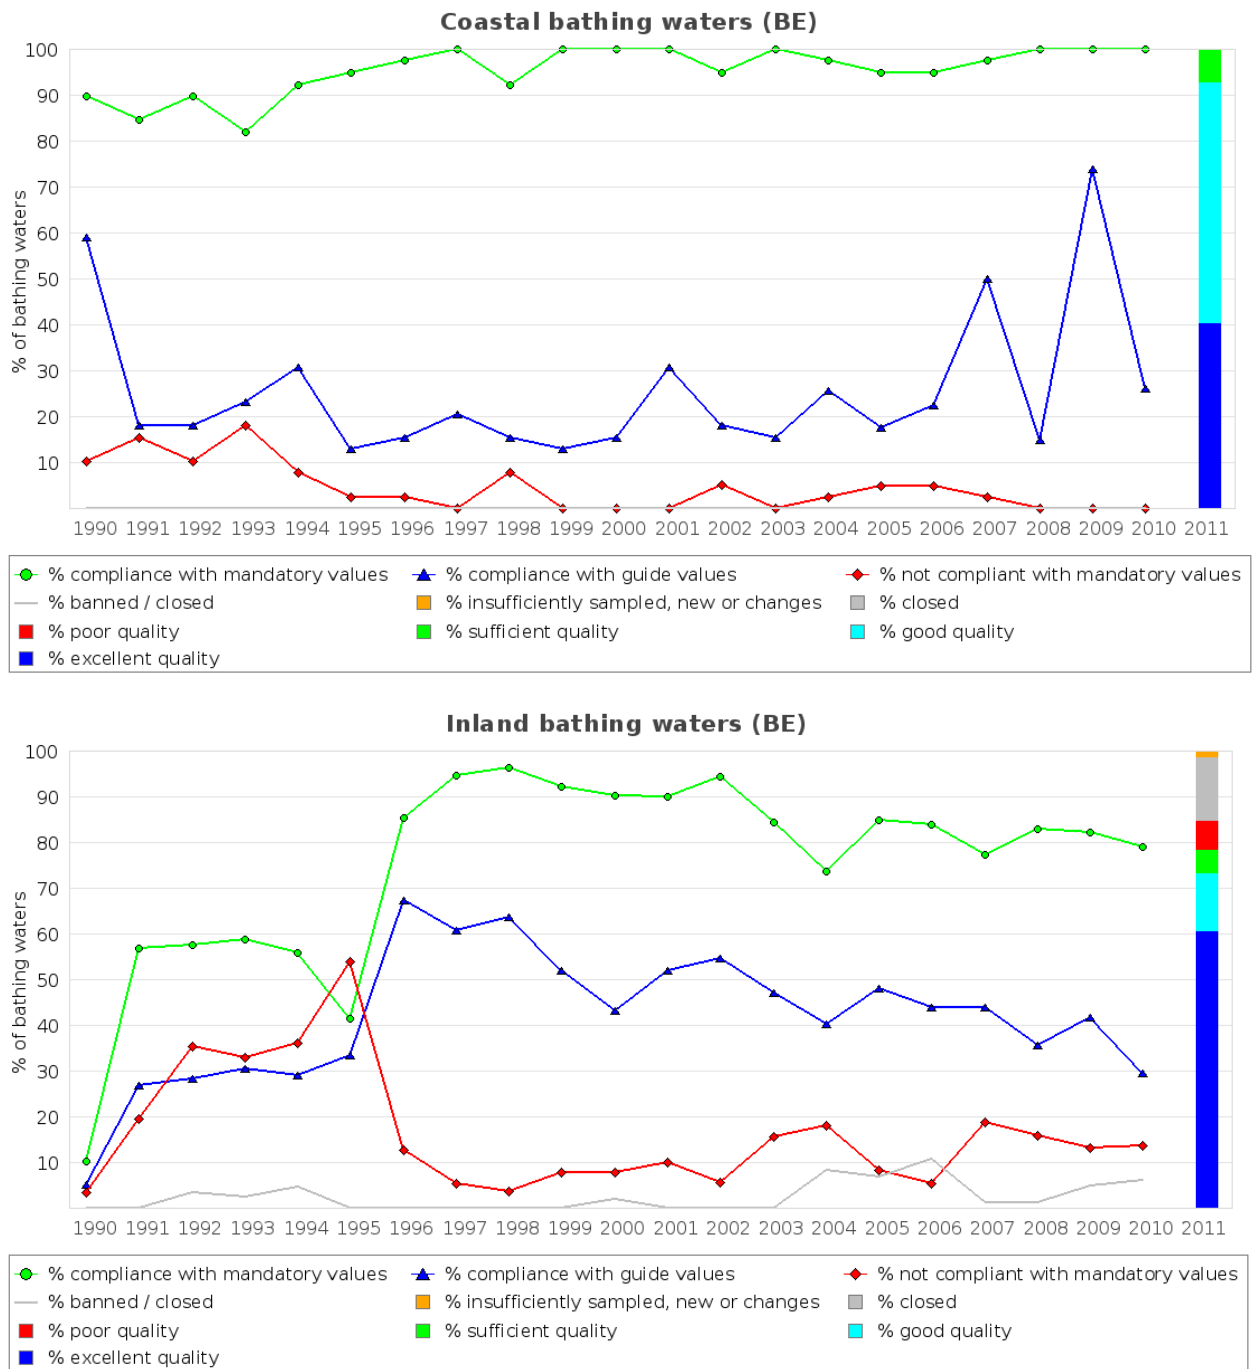 Coastal bathing waters (BE)
100
90
80
70
60
50
40
30
20
10
% of bathing waters
1990 1991 1992 1993 1994 1995 1996 1997 1998 1999 2000 2001 2002 2003 2004 2005 2006 2007 2008 2009 2010 2011
% compliance with mandatory values % compliance with guide values % not compliant with mandatory values
% banned / closed % insufficiently sampled, new or changes % closed
% poor quality % sufficient quality % good quality
% excellent quality
Inland bathing waters (BE)
100
90
80
70
60
50
40
30
20
10
% of bathing waters
1990 1991 1992 1993 1994 1995 1996 1997 1998 1999 2000 2001 2002 2003 2004 2005 2006 2007 2008 2009 2010 2011
% compliance with mandatory values % compliance with guide values % not compliant with mandatory values
% banned / closed % insufficiently sampled, new or changes % closed
% poor quality % sufficient quality % good quality
% excellent quality